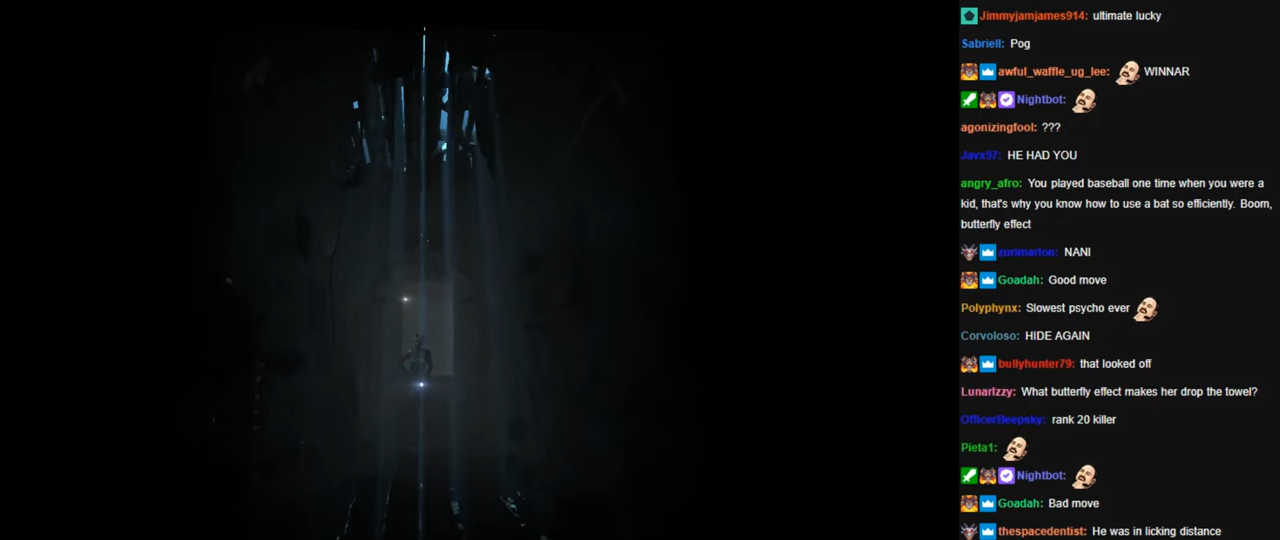 Jimmyjamjames914: ultimate lucky
Sabriell: Pog
awful_waffle_ug_lee: WINNAR
Nightbot:
agonizingfool: ???
Javx97: HE HAD YOU
angry_afro: You played baseball one time when you were a
kid, that's why you know how to use a bat so efficiently. Boom,
butterfly effect
zurimarlon: NANI
Goadah: Good move
Polyphynx: Slowest psycho ever
Corvoloso: HIDE AGAIN
bullyhunter79: that looked off
LunarIzzy: What butterfly effect makes her drop the towel?
OfficerBeepsky: rank 20 killer
Pieta1:
Nightbot:
Goadah: Bad move
thespacedentist: He was in licking distance